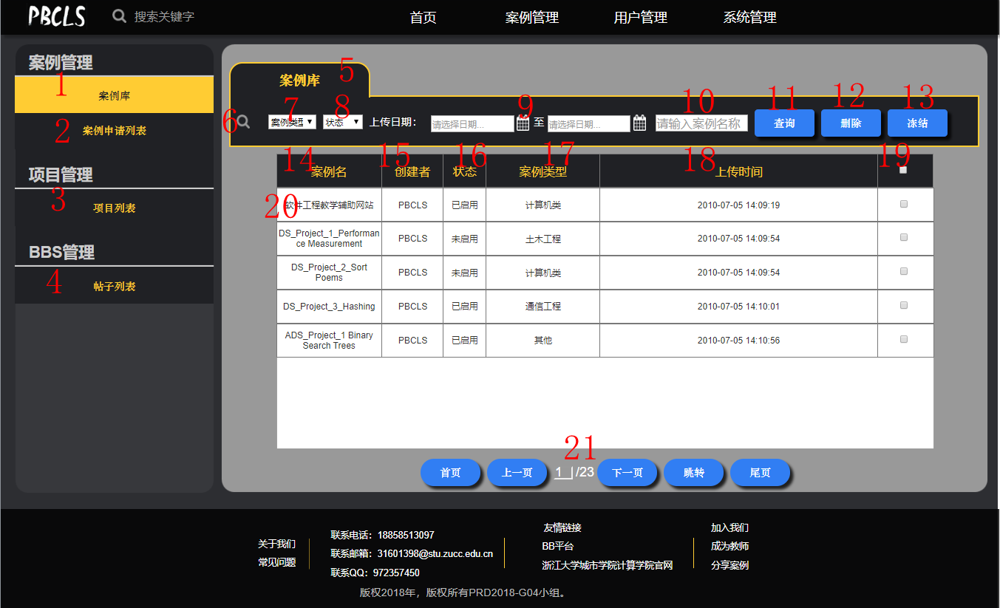 PBCLS 搜索关键字 首页 案例管理 用户管理 系统管理
案例管理
1 案例库
2 案例申请列表
项目管理
3 项目列表
BBS管理
4 帖子列表
案例库 5
6 7 案例类型 8 状态 上传日期: 请选择日期... 9 至 请选择日期... 10 请输入案例名称 11 查询 12 删除 13 冻结
14 案例名 15 创建者 16 状态 17 案例类型 18 上传时间 19
20 软件工程教学辅助网站 PBCLS 已启用 计算机类 2010-07-05 14:09:19
DS_Project_1_Performan
ce Measurement PBCLS 未启用 土木工程 2010-07-05 14:09:54
DS_Project_2_Sort
Poems PBCLS 未启用 计算机类 2010-07-05 14:09:54
DS_Project_3_Hashing PBCLS 已启用 通信工程 2010-07-05 14:10:01
ADS_Project_1 Binary
Search Trees PBCLS 已启用 其他 2010-07-05 14:10:56
21
首页 上一页 1 /23 下一页 跳转 尾页
关于我们
常见问题
联系电话：18858513097
联系邮箱：31601398@stu.zucc.edu.cn
联系QQ：972357450
友情链接
BB平台
浙江大学城市学院计算学院官网
加入我们
成为教师
分享案例
版权2018年，版权所有PRD2018-G04小组。